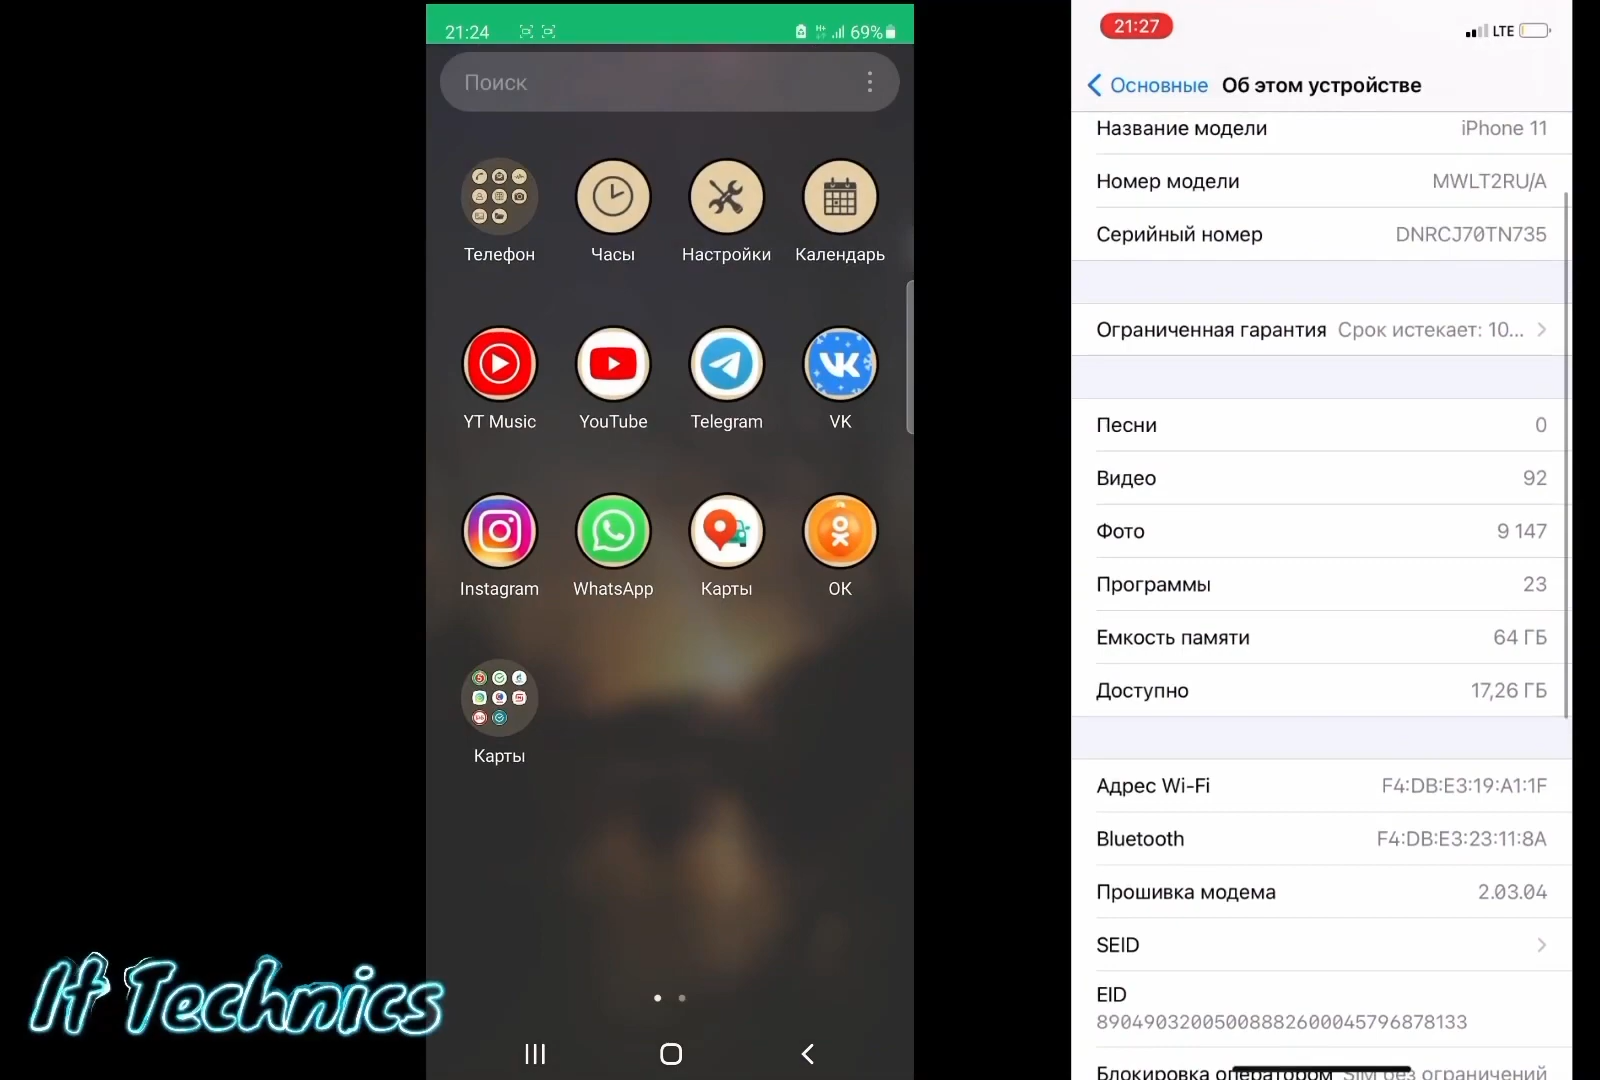 21:24
H+
69%
Поиск
Телефон
Часы
Настройки
Календарь
YT Music
YouTube
Telegram
VK
Instagram
WhatsApp
Карты
ОК
Карты
It Technics
21:27
LTE
Основные
Об этом устройстве
Название модели iPhone 11
Номер модели MWLT2RU/A
Серийный номер DNRCJ70TN735
Ограниченная гарантия Срок истекает: 10...
Песни 0
Видео 92
Фото 9 147
Программы 23
Емкость памяти 64 ГБ
Доступно 17,26 ГБ
Адрес Wi-Fi F4:DB:E3:19:A1:1F
Bluetooth F4:DB:E3:23:11:8A
Прошивка модема 2.03.04
SEID
EID
89049032005008882600045796878133
Блокировка оператором SIM без ограничений